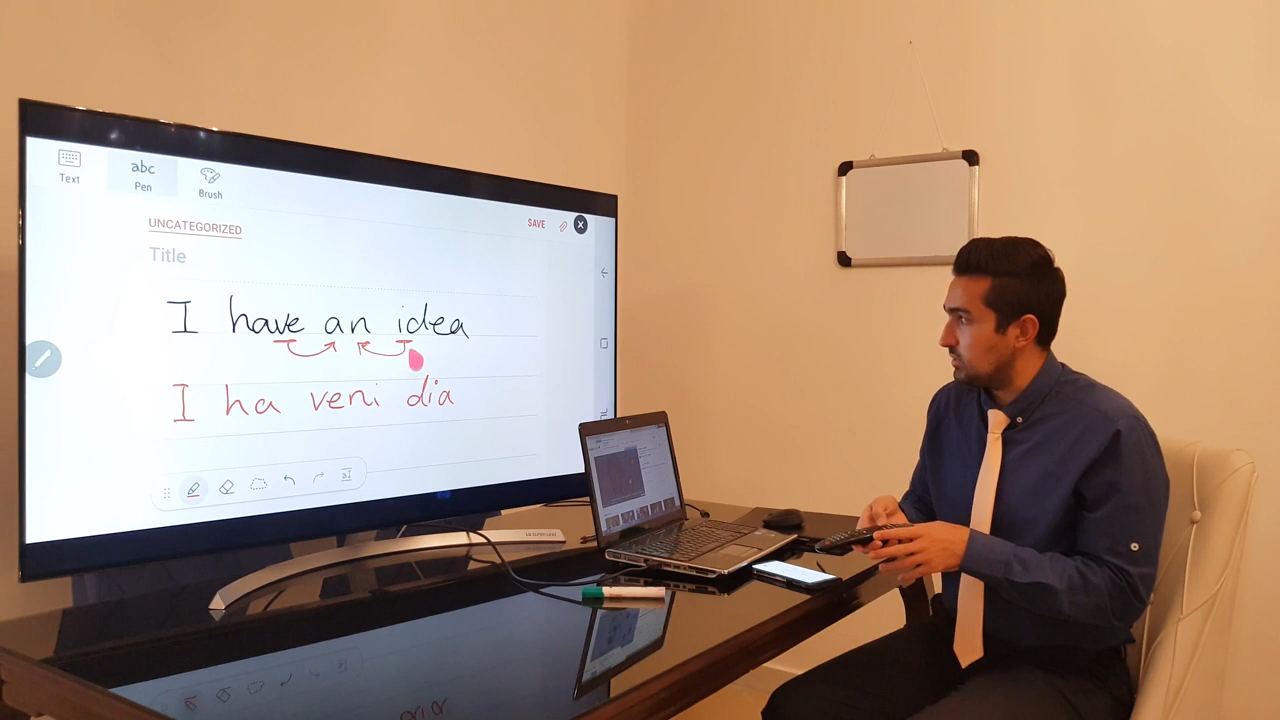 Text
abc
Pen
Brush
UNCATEGORIZED
SAVE
Title
I have an idea
I ha veni dia